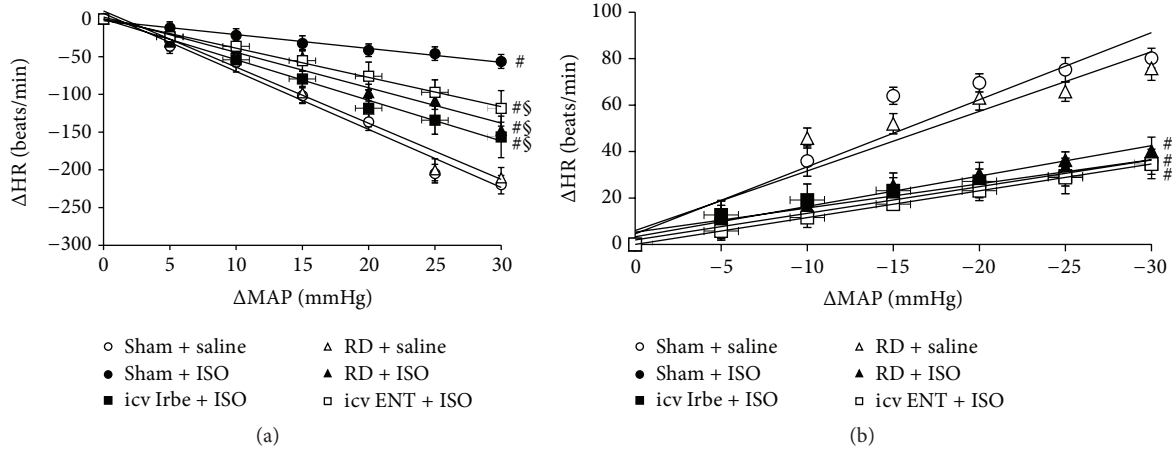 0
−50
−100
−150
−200
−250
−300
ΔHR (beats/min)
0 5 10 15 20 25 30
ΔMAP (mmHg)
#
#§
#§
#§
Sham + saline
Sham + ISO
icv Irbe + ISO
RD + saline
RD + ISO
icv ENT + ISO
(a)
100
80
60
40
20
0
ΔHR (beats/min)
0 −5 −10 −15 −20 −25 −30
ΔMAP (mmHg)
#
#
#
Sham + saline
Sham + ISO
icv Irbe + ISO
RD + saline
RD + ISO
icv ENT + ISO
(b)